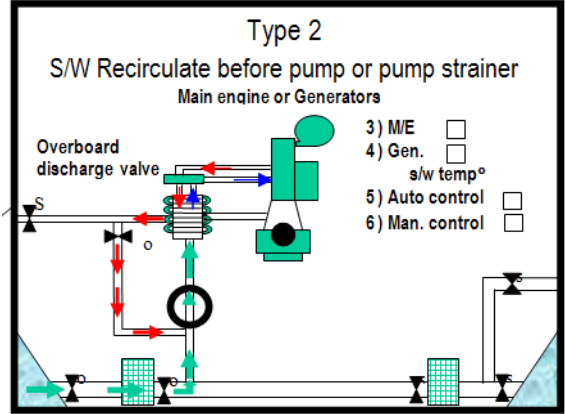 Type 2
S/W Recirculate before pump or pump strainer
Main engine or Generators
3 ) M/E
4 ) Gen.
s/w tempº
5 ) Auto control
6 ) Man. control
Overboard
discharge valve
S
o
o
o
s
s
s